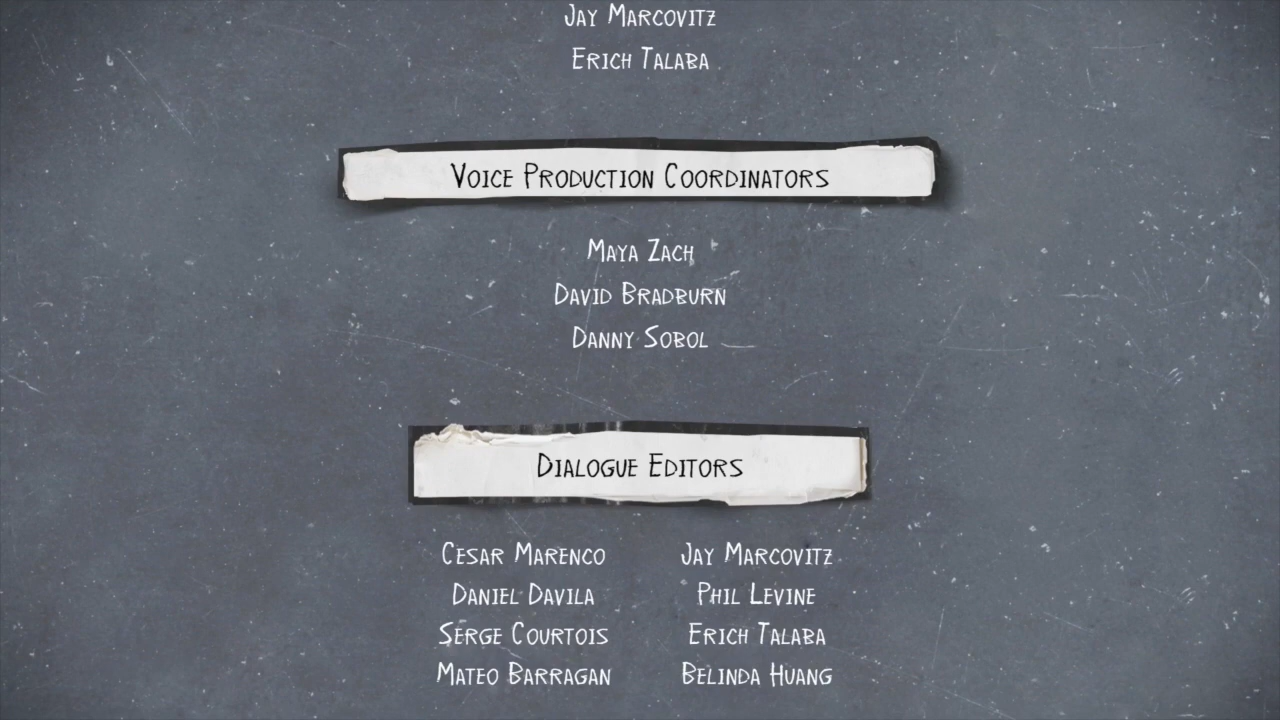 Jay Marcovitz
Erich Talaba
Voice Production Coordinators
Maya Zach
David Bradburn
Danny Sobol
Dialogue Editors
Cesar Marenco
Daniel Davila
Serge Courtois
Mateo Barragan
Jay Marcovitz
Phil Levine
Erich Talaba
Belinda Huang